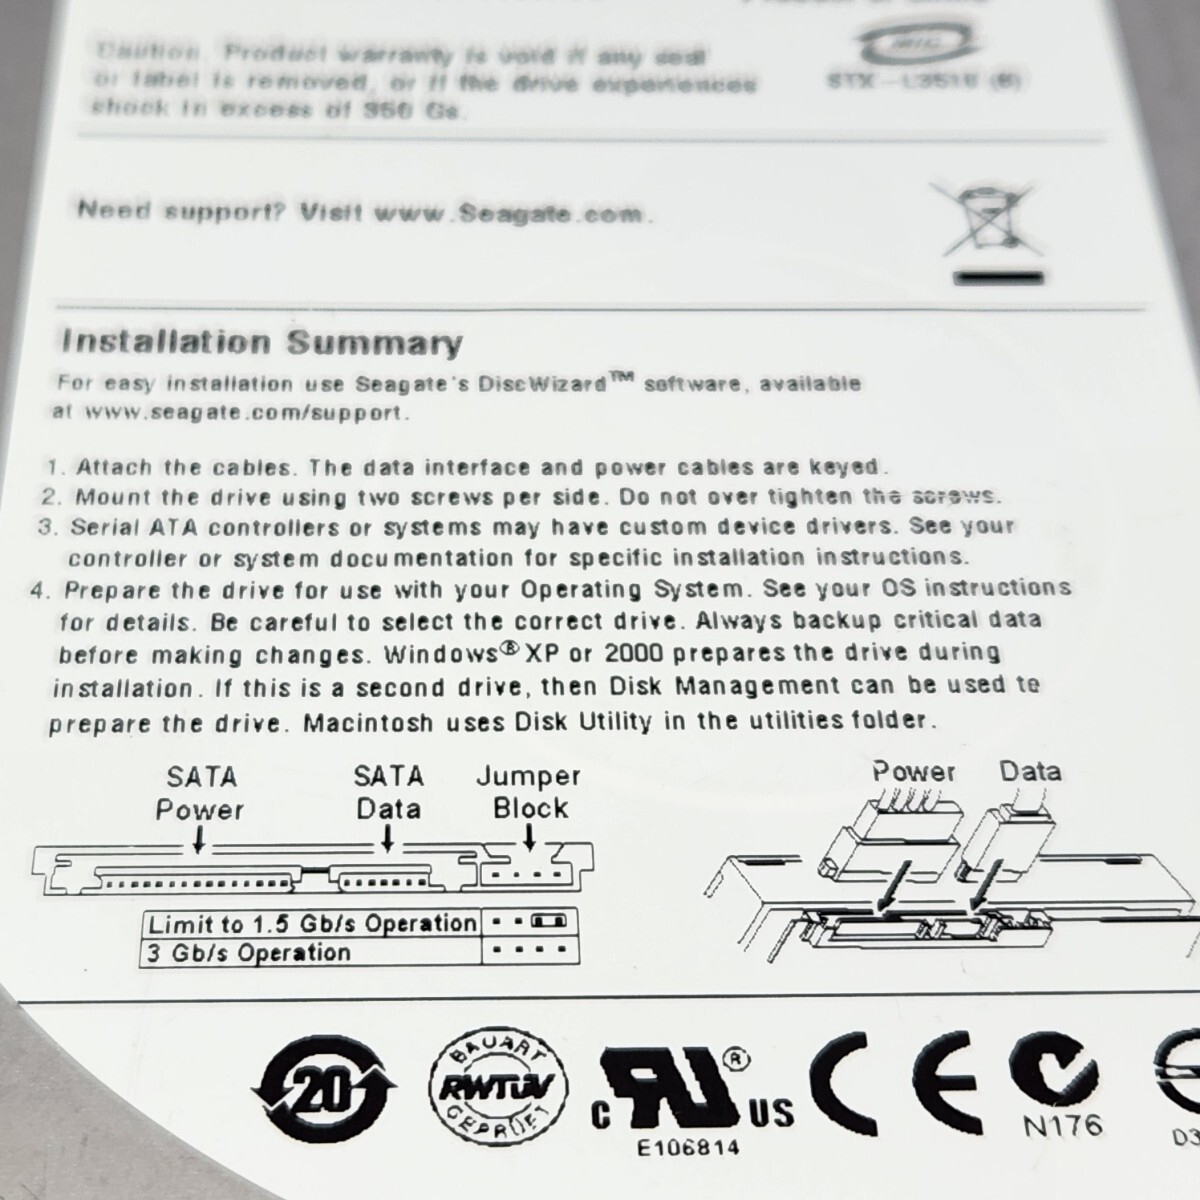 Caution. Product warranty is void if any seal
or label is removed, or if the drive experiences
shock in excess of 350 Gs.
MIC
Need support? Visit www.Seagate.com.
Installation Summary
For easy installation use Seagate's DiscWizard™ software, available
at www.seagate.com/support.
1. Attach the cables. The data interface and power cables are keyed.
2. Mount the drive using two screws per side. Do not over tighten the screws.
3. Serial ATA controllers or systems may have custom device drivers. See your
controller or system documentation for specific installation instructions.
4. Prepare the drive for use with your Operating System. See your OS instructions
for details. Be careful to select the correct drive. Always backup critical data
before making changes. Windows® XP or 2000 prepares the drive during
installation. If this is a second drive, then Disk Management can be used to
prepare the drive. Macintosh uses Disk Utility in the utilities folder.
SATA Power
SATA Data
Jumper Block
Power Data
Limit to 1.5 Gb/s Operation
3 Gb/s Operation
20
BAUART
RWTÜV
GEPRÜFT
C RU® US
E106814
CE
N176